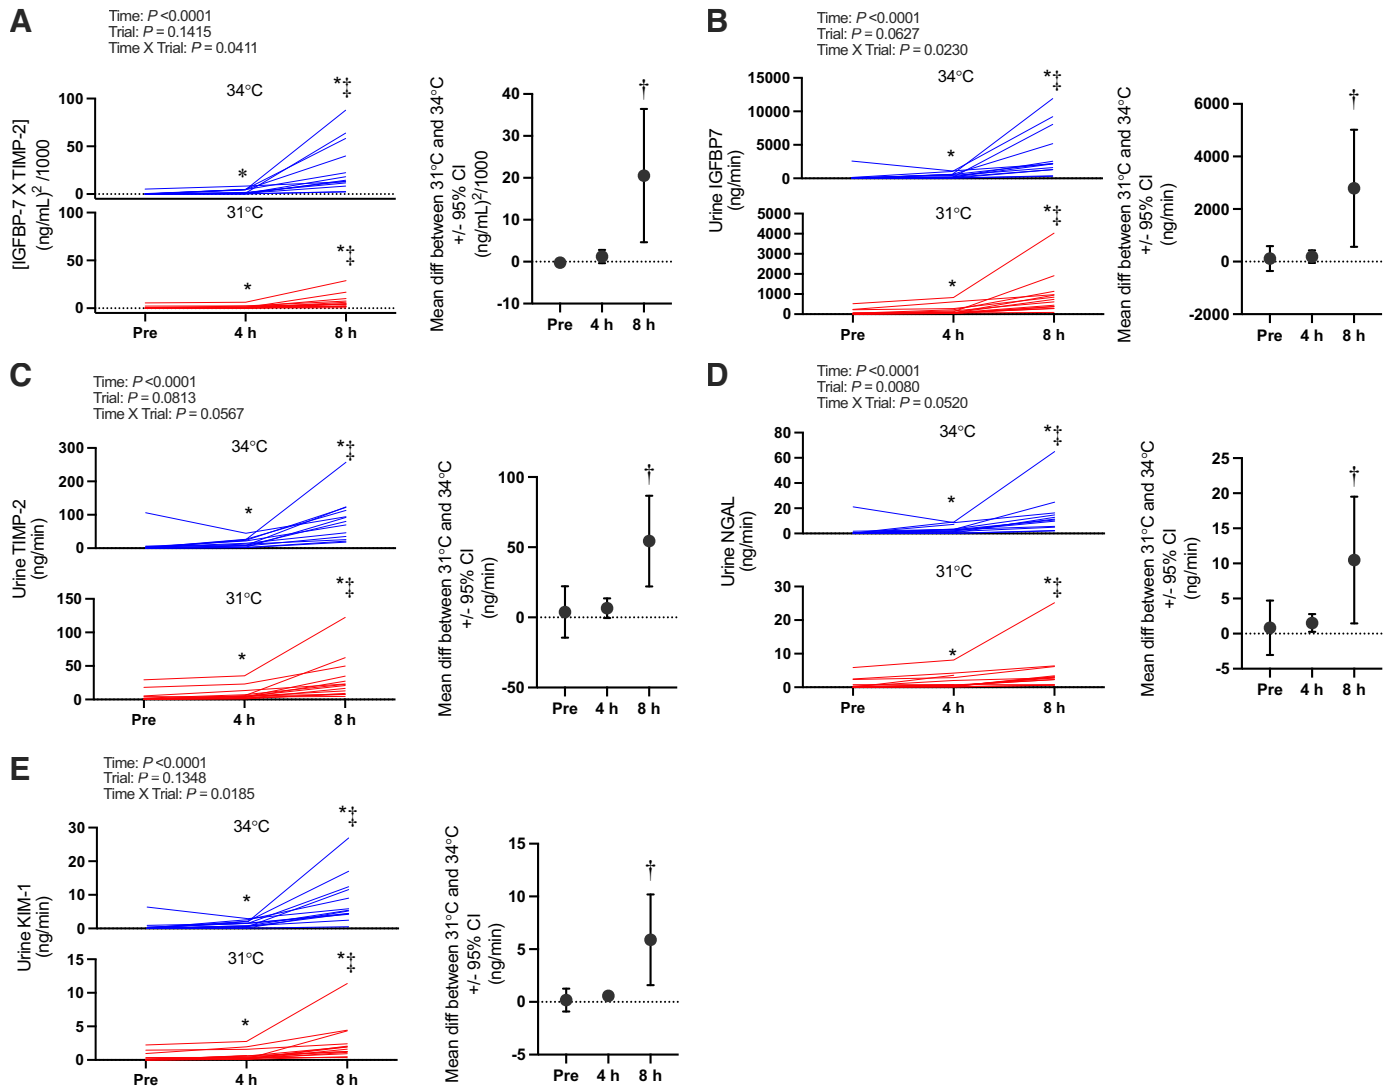 A
Time: P <0.0001
Trial: P = 0.1415
Time X Trial: P = 0.0411
[IGFBP-7 X TIMP-2]
(ng/mL)² /1000
34°C
*
*‡
100
50
0
31°C
*
*‡
100
50
0
Pre
4 h
8 h
Mean diff between 31°C and 34°C
+/- 95% CI
(ng/mL)²/1000
40
30
20
10
0
-10
†
Pre
4 h
8 h
B
Time: P <0.0001
Trial: P = 0.0627
Time X Trial: P = 0.0230
Urine IGFBP7
(ng/min)
34°C
*
*‡
15000
10000
5000
0
31°C
*
*‡
5000
4000
3000
2000
1000
0
Pre
4 h
8 h
Mean diff between 31°C and 34°C
+/- 95% CI
(ng/min)
6000
4000
2000
0
-2000
†
Pre
4 h
8 h
C
Time: P <0.0001
Trial: P = 0.0813
Time X Trial: P = 0.0567
Urine TIMP-2
(ng/min)
34°C
*
*‡
300
200
100
0
31°C
*
*‡
150
100
50
0
Pre
4 h
8 h
Mean diff between 31°C and 34°C
+/- 95% CI
(ng/min)
100
50
0
-50
†
Pre
4 h
8 h
D
Time: P <0.0001
Trial: P = 0.0080
Time X Trial: P = 0.0520
Urine NGAL
(ng/min)
34°C
*
*‡
80
60
40
20
0
31°C
*
*‡
30
20
10
0
Pre
4 h
8 h
Mean diff between 31°C and 34°C
+/- 95% CI
(ng/min)
25
20
15
10
5
0
-5
†
Pre
4 h
8 h
E
Time: P <0.0001
Trial: P = 0.1348
Time X Trial: P = 0.0185
Urine KIM-1
(ng/min)
34°C
*
*‡
30
20
10
0
31°C
*
*‡
15
10
5
0
Pre
4 h
8 h
Mean diff between 31°C and 34°C
+/- 95% CI
(ng/min)
15
10
5
0
-5
†
Pre
4 h
8 h